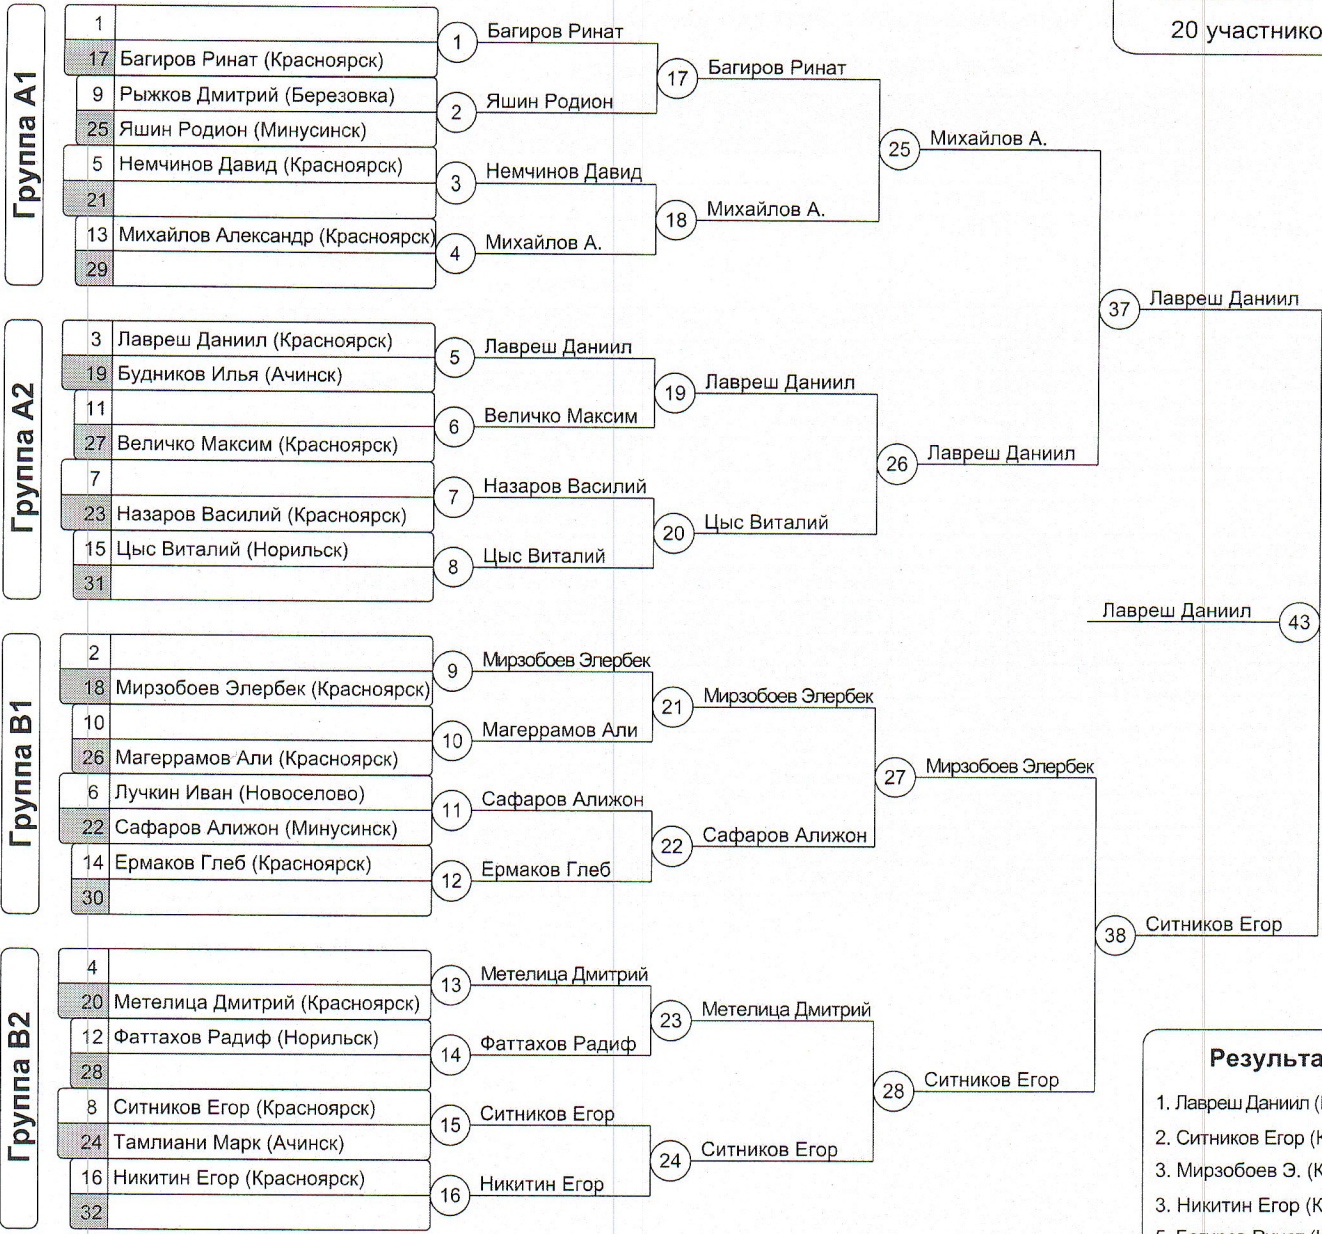 20 участнико
Группа А1
1
17 Багиров Ринат (Красноярск)
9 Рыжков Дмитрий (Березовка)
25 Яшин Родион (Минусинск)
5 Немчинов Давид (Красноярск)
21
13 Михайлов Александр (Красноярск)
29
1 Багиров Ринат
2 Яшин Родион
3 Немчинов Давид
4 Михайлов А.
17 Багиров Ринат
18 Михайлов А.
25 Михайлов А.
Группа А2
3 Лавреш Даниил (Красноярск)
19 Будников Илья (Ачинск)
11
27 Величко Максим (Красноярск)
7
23 Назаров Василий (Красноярск)
15 Цыс Виталий (Норильск)
31
5 Лавреш Даниил
6 Величко Максим
7 Назаров Василий
8 Цыс Виталий
19 Лавреш Даниил
20 Цыс Виталий
26 Лавреш Даниил
37 Лавреш Даниил
Лавреш Даниил 43
Группа В1
2
18 Мирзобоев Элербек (Красноярск)
10
26 Магеррамов Али (Красноярск)
6 Лучкин Иван (Новоселово)
22 Сафаров Алижон (Минусинск)
14 Ермаков Глеб (Красноярск)
30
9 Мирзобоев Элербек
10 Магеррамов Али
11 Сафаров Алижон
12 Ермаков Глеб
21 Мирзобоев Элербек
22 Сафаров Алижон
27 Мирзобоев Элербек
Группа В2
4
20 Метелица Дмитрий (Красноярск)
12 Фаттахов Радиф (Норильск)
28
8 Ситников Егор (Красноярск)
24 Тамлиани Марк (Ачинск)
16 Никитин Егор (Красноярск)
32
13 Метелица Дмитрий
14 Фаттахов Радиф
15 Ситников Егор
16 Никитин Егор
23 Метелица Дмитрий
24 Ситников Егор
28 Ситников Егор
38 Ситников Егор
Результа
1. Лавреш Даниил (
2. Ситников Егор (К
3. Мирзобоев Э. (К
3. Никитин Егор (К